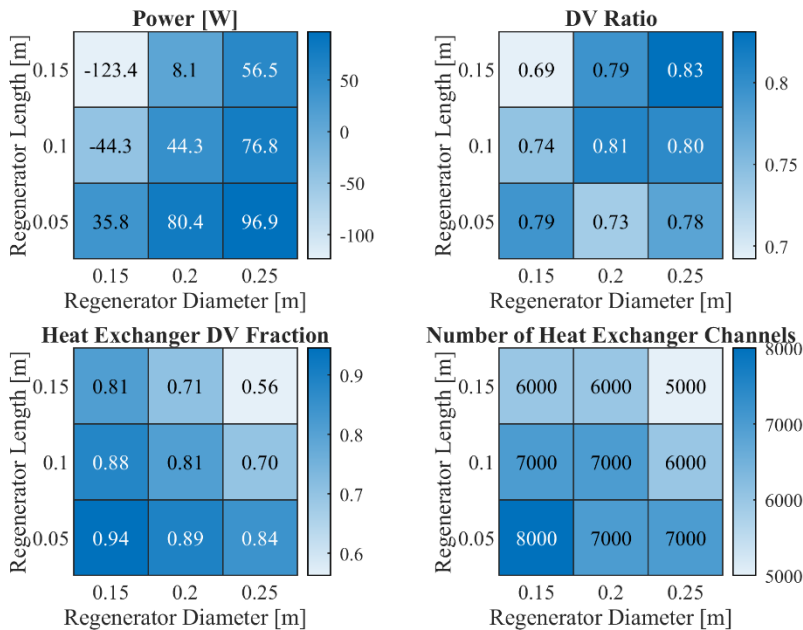 Power [W]
Regenerator Length [m]
0.15 -123.4 8.1 56.5
0.1 -44.3 44.3 76.8
0.05 35.8 80.4 96.9
0.15 0.2 0.25
Regenerator Diameter [m]
50
0
-50
-100
DV Ratio
Regenerator Length [m]
0.15 0.69 0.79 0.83
0.1 0.74 0.81 0.80
0.05 0.79 0.73 0.78
0.15 0.2 0.25
Regenerator Diameter [m]
0.8
0.75
0.7
Heat Exchanger DV Fraction
Regenerator Length [m]
0.15 0.81 0.71 0.56
0.1 0.88 0.81 0.70
0.05 0.94 0.89 0.84
0.15 0.2 0.25
Regenerator Diameter [m]
0.9
0.8
0.7
0.6
Number of Heat Exchanger Channels
Regenerator Length [m]
0.15 6000 6000 5000
0.1 7000 7000 6000
0.05 8000 7000 7000
0.15 0.2 0.25
Regenerator Diameter [m]
8000
7000
6000
5000